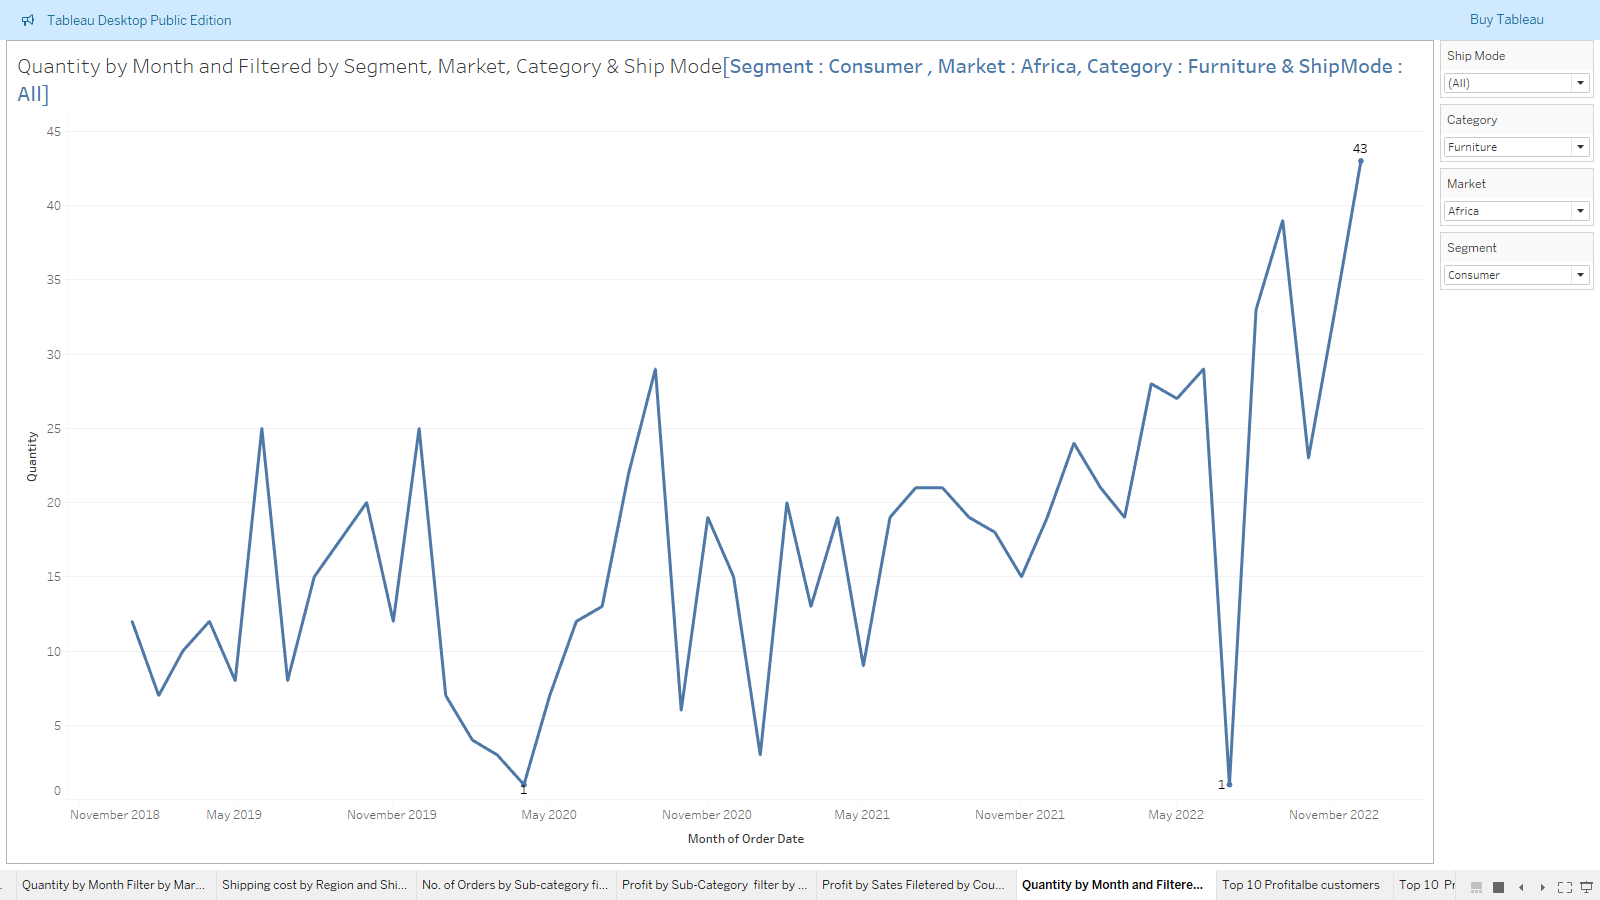 Tableau Desktop Public Edition
Buy Tableau
Quantity by Month and Filtered by Segment, Market, Category & Ship Mode[Segment : Consumer , Market : Africa, Category : Furniture & ShipMode :
All]
45
40
35
30
25
20
15
10
5
0
Quantity
43
1
1
November 2018
May 2019
November 2019
May 2020
November 2020
May 2021
November 2021
May 2022
November 2022
Month of Order Date
Ship Mode
(All)
Category
Furniture
Market
Africa
Segment
Consumer
Quantity by Month Filter by Mar...
Shipping cost by Region and Shi...
No. of Orders by Sub-category fi...
Profit by Sub-Category filter by ...
Profit by Sates Filetered by Cou...
Quantity by Month and Filtere...
Top 10 Profitalbe customers
Top 10 Pr